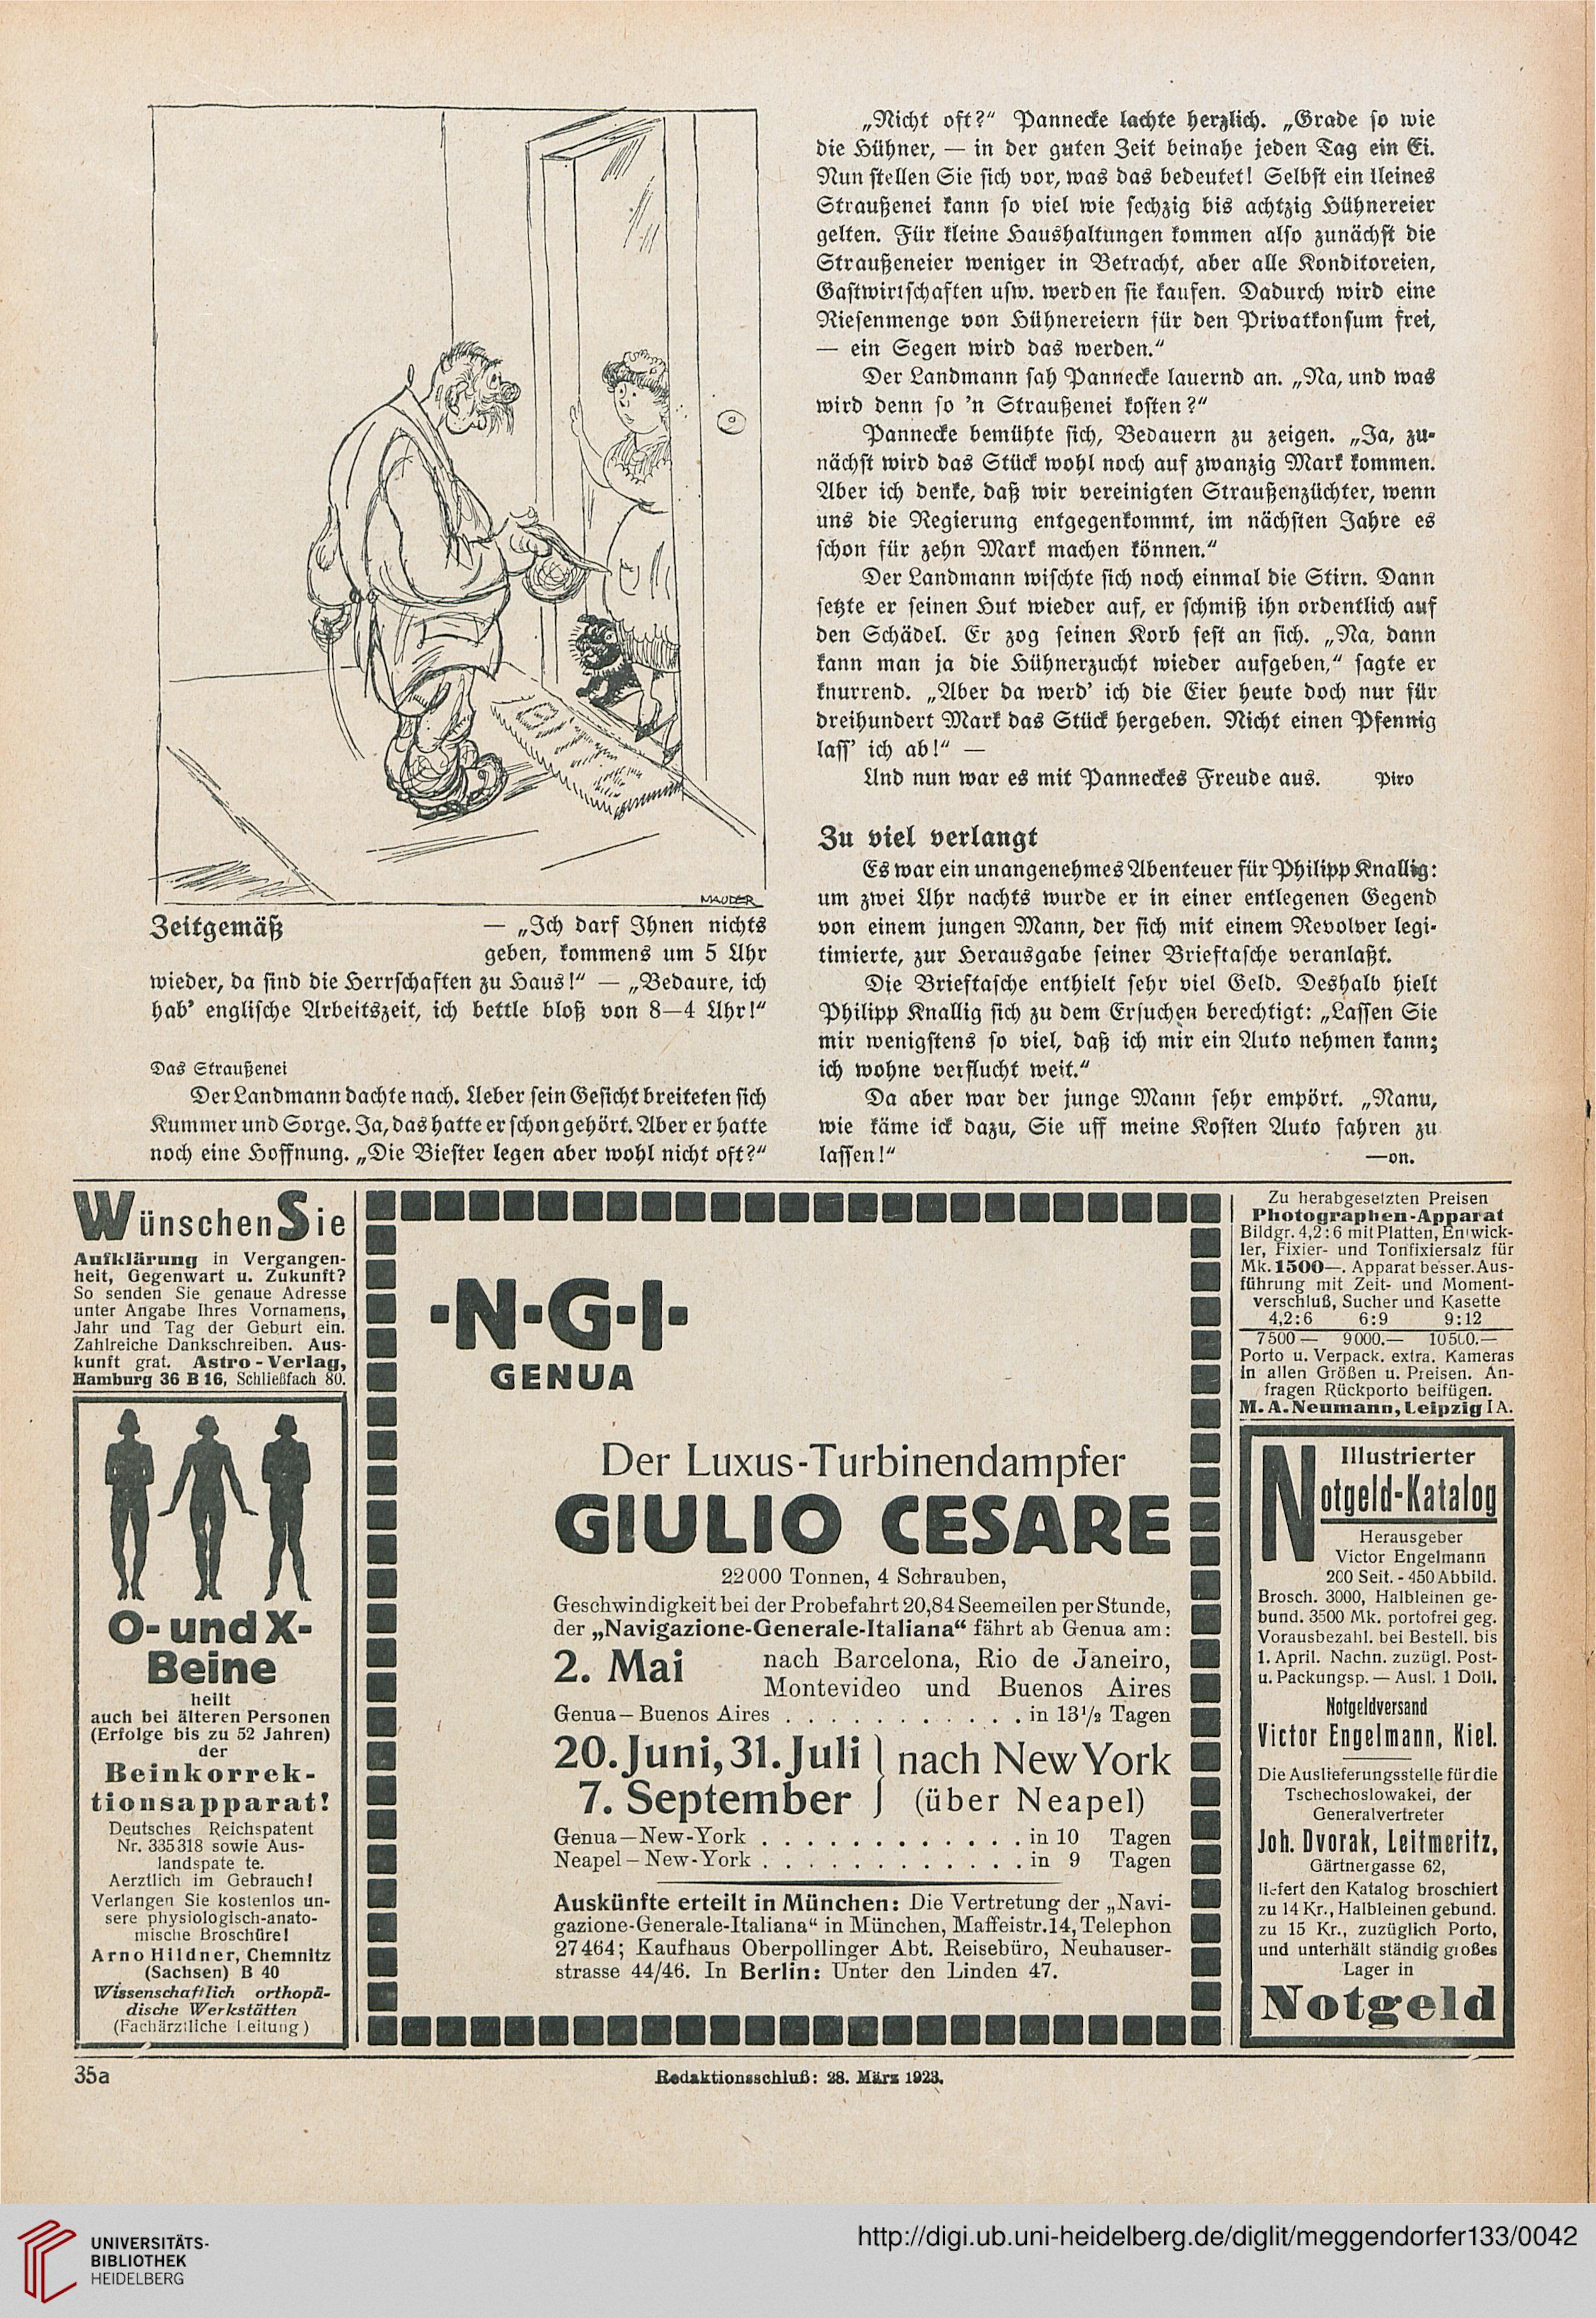 MAUDER
Zeitgemäß — „Ich darf Ihnen nichts
geben, kommens um 5 Uhr
wieder, da sind die Herrschaften zu Haus!“ — „Bedaure, ich
hab’ englische Arbeitszeit, ich bettle bloß von 8—4 Uhr!“
Das Straußenei
Der Landmann dachte nach. Ueber sein Gesicht breiteten sich
Kummer und Sorge. Ja, das hatte er schon gehört. Aber er hatte
noch eine Hoffnung. „Die Biester legen aber wohl nicht oft?“
„Nicht oft?“ Pannecke lachte herzlich. „Grade so wie
die Hühner, — in der guten Zeit beinahe jeden Tag ein Ei.
Nun stellen Sie sich vor, was das bedeutet! Selbst ein kleines
Straußenei kann so viel wie sechzig bis achtzig Hühnereier
gelten. Für kleine Haushaltungen kommen also zunächst die
Straußeneier weniger in Betracht, aber alle Konditoreien,
Gastwirtschaften usw. werden sie kaufen. Dadurch wird eine
Riesenmenge von Hühnereiern für den Privatkonsum frei,
— ein Segen wird das werden.“
Der Landmann sah Pannecke lauernd an. „Na, und was
wird denn so ’n Straußenei kosten?“
Pannecke bemühte sich, Bedauern zu zeigen. „Ja, zu-
nächst wird das Stück wohl noch auf zwanzig Mark kommen.
Aber ich denke, daß wir vereinigten Straußenzüchter, wenn
uns die Regierung entgegenkommt, im nächsten Jahre es
schon für zehn Mark machen können.“
Der Landmann wischte sich noch einmal die Stirn. Dann
setzte er seinen Hut wieder auf, er schmiß ihn ordentlich auf
den Schädel. Er zog seinen Korb fest an sich. „Na, dann
kann man ja die Hühnerzucht wieder aufgeben,“ sagte er
knurrend. „Aber da werd’ ich die Eier heute doch nur für
dreihundert Mark das Stück hergeben. Nicht einen Pfennig
lass’ ich ab!“ —
Und nun war es mit Panneckes Freude aus. Piro
Zu viel verlangt
Es war ein unangenehmes Abenteuer für Philipp Knallig:
um zwei Uhr nachts wurde er in einer entlegenen Gegend
von einem jungen Mann, der sich mit einem Revolver legi-
timierte, zur Herausgabe seiner Brieftasche veranlaßt.
Die Brieftasche enthielt sehr viel Geld. Deshalb hielt
Philipp Knallig sich zu dem Ersuchen berechtigt: „Lassen Sie
mir wenigstens so viel, daß ich mir ein Auto nehmen kann;
ich wohne verflucht weit.“
Da aber war der junge Mann sehr empört. „Nanu,
wie käme ick dazu, Sie uff meine Kosten Auto fahren zu
lassen!“ —on.
Wünschen Sie
Aufklärung in Vergangen-
heit, Gegenwart u. Zukunft?
So senden Sie genaue Adresse
unter Angabe Ihres Vornamens,
Jahr und Tag der Geburt ein.
Zahlreiche Dankschreiben. Aus-
kunft grat. Astro-Verlag,
Hamburg 36 B 16, Schließfach 80.
O- und X-
Beine
heilt
auch bei älteren Personen
(Erfolge bis zu 52 Jahren)
der
Beinkorrek-
tionsapparat!
Deutsches Reichspatent
Nr. 335318 sowie Aus-
landspate te.
Aerztlich im Gebrauch!
Verlangen Sie kostenlos un-
sere physiologisch-anato-
mische Broschüre!
Arno Hildner, Chemnitz
(Sachsen) B 40
Wissenschaftlich orthopä-
dische Werkstätten
(Fachärztliche Leitung)
·N·G·I·
GENUA
Der Luxus-Turbinendampfer
GIULIO CESARE
22000 Tonnen, 4 Schrauben,
Geschwindigkeit bei der Probefahrt 20,84 Seemeilen per Stunde,
der „Navigazione-Generale-Italiana“ fährt ab Genua am:
2. Mai nach Barcelona, Rio de Janeiro,
Montevideo und Buenos Aires
Genua–Buenos Aires . . . . . . . . . . . in 13½ Tagen
20. Juni, 31. Juli } nach New York
7. September } (über Neapel)
Genua—New-York . . . . . . . . . . . . in 10 Tagen
Neapel–New-York . . . . . . . . . . . . in 9 Tagen
Auskünfte erteilt in München: Die Vertretung der „Navi-
gazione-Generale-Italiana“ in München, Maffeistr. 14, Telephon
27464; Kaufhaus Oberpollinger Abt. Reisebüro, Neuhauser-
strasse 44/46. In Berlin: Unter den Linden 47.
Zu herabgesetzten Preisen
Photographen-Apparat
Bildgr. 4,2:6 mit Platten, Entwick-
ler, Fixier- und Tonfixiersalz für
Mk. 1500—. Apparat besser. Aus-
führung mit Zeit- und Moment-
verschluß, Sucher und Kasette
4,2:6 6:9 9:12
7500— 9000.— 10500.—
Porto u. Verpack. extra. Kameras
in allen Größen u. Preisen. An-
fragen Rückporto beifügen.
M. A. Neumann, Leipzig I A.
Illustrierter
Notgeld-Katalog
Herausgeber
Victor Engelmann
200 Seit. - 450 Abbild.
Brosch. 3000, Halbleinen ge-
bund. 3500 Mk. portofrei geg.
Vorausbezahl. bei Bestell. bis
1. April. Nachn. zuzügl. Post-
u. Packungsp. — Ausl. 1 Doll.
Notgeldversand
Victor Engelmann, Kiel.
Die Auslieferungsstelle für die
Tschechoslowakei, der
Generalvertreter
Joh. Dvorak, Leitmeritz,
Gärtnergasse 62,
liefert den Katalog broschiert
zu 14 Kr., Halbleinen gebund.
zu 15 Kr., zuzüglich Porto,
und unterhält ständig großes
Lager in
Notgeld
35a
Redaktionsschluß: 28. März 1923.
UNIVERSITÄTS-
BIBLIOTHEK
HEIDELBERG
http://digi.ub.uni-heidelberg.de/diglit/meggendorfer133/0042